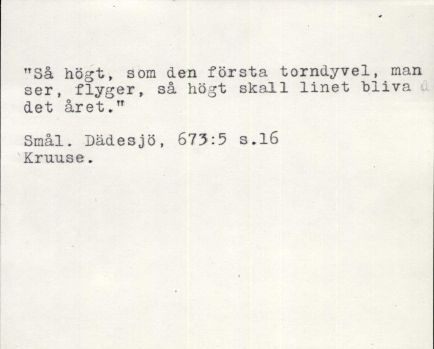 "Så högt, som den första torndyvel, man
ser, flyger, så högt skall linet bliva d
det året."
Smål. Dädesjö, 673:5 s.16
Kruuse.